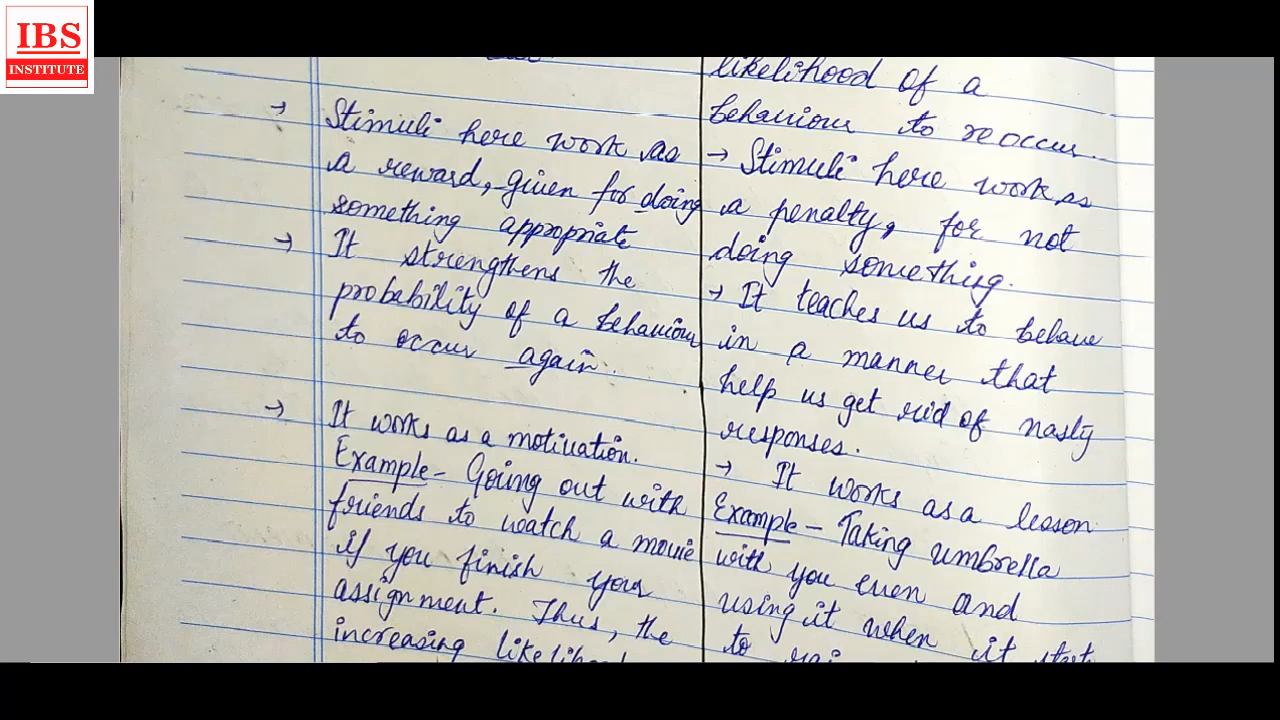 IBS
INSTITUTE
→ Stimuli here work as
a reward, given for doing
something appropriate
→ It strengthens the
probability of a behaviour
to occur again.
→ It works as a motivation.
Example - Going out with
friends to watch a movie
if you finish your
assignment. Thus, the
increasing
likelihood of a
behaviour to reoccur.
→ Stimuli here work as
a penalty, for not
doing something.
→ It teaches us to behave
in a manner that
help us get rid of nasty
responses.
→ It works as a lesson
Example - Taking umbrella
with you even and
using it when it
to